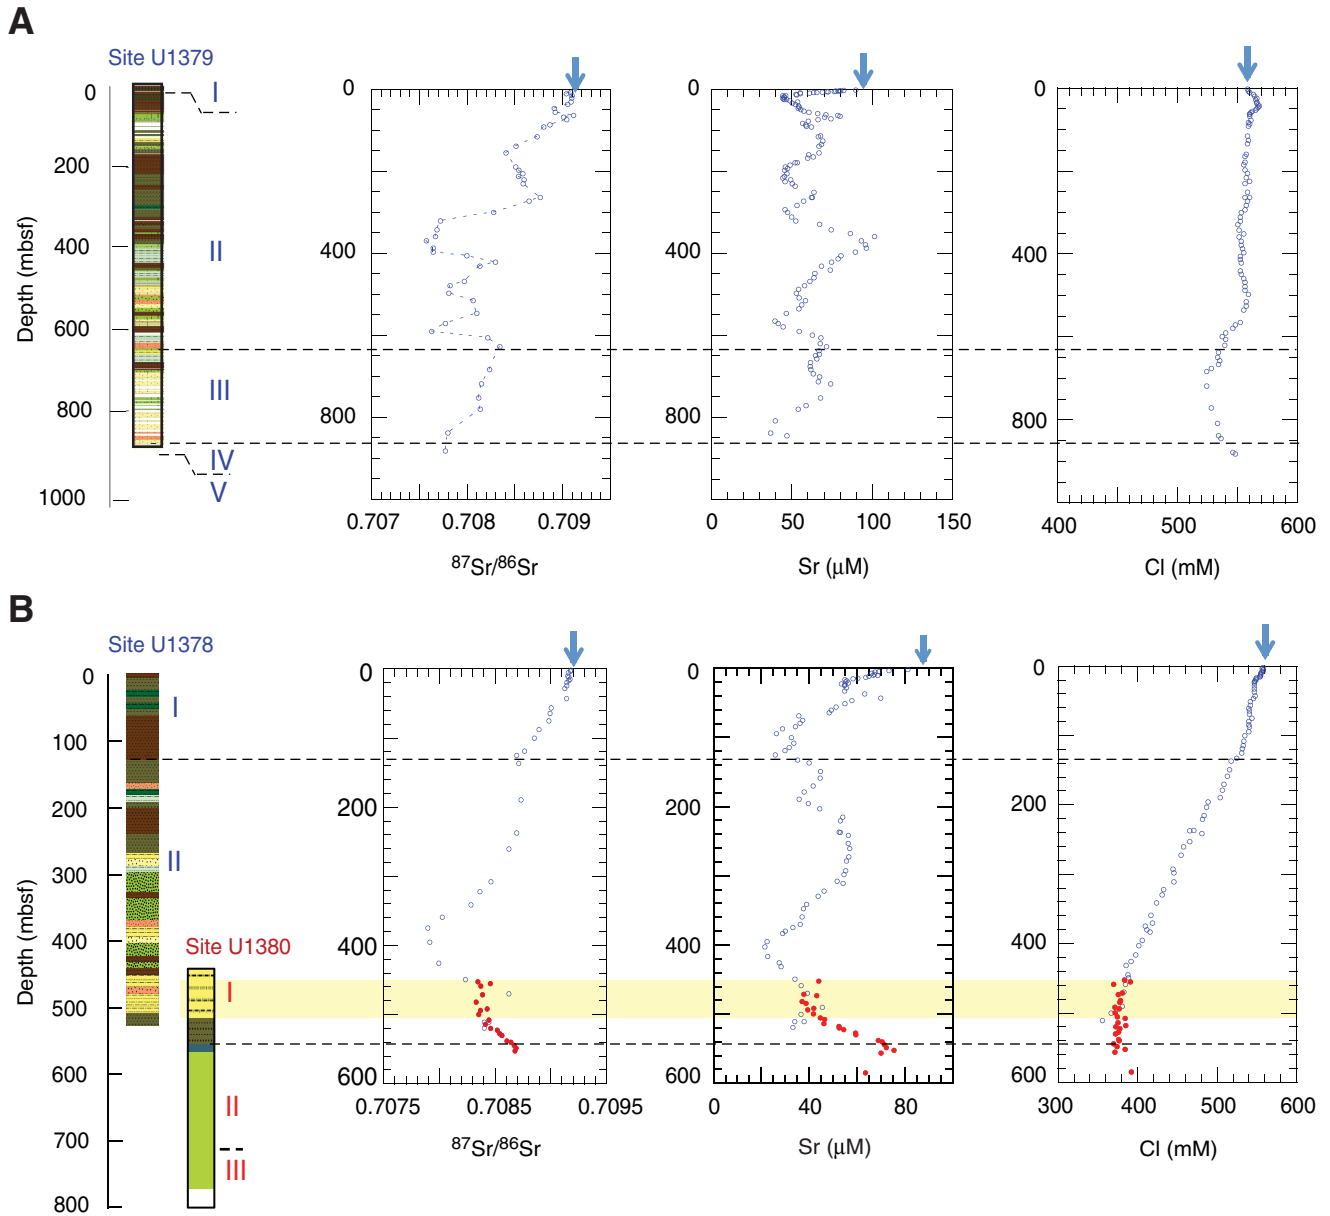 A
Site U1379
0
200
400
600
800
1000
Depth (mbsf)
I
II
III
IV
V
0
400
800
0.707
0.708
0.709
87Sr/86Sr
0
400
800
0
50
100
150
Sr (μM)
0
400
800
400
500
600
Cl (mM)
B
Site U1378
0
100
200
300
400
500
600
700
800
Depth (mbsf)
I
II
Site U1380
I
II
III
0
200
400
600
0.7075
0.7085
0.7095
87Sr/86Sr
0
200
400
600
0
40
80
Sr (μM)
0
200
400
600
300
400
500
600
Cl (mM)